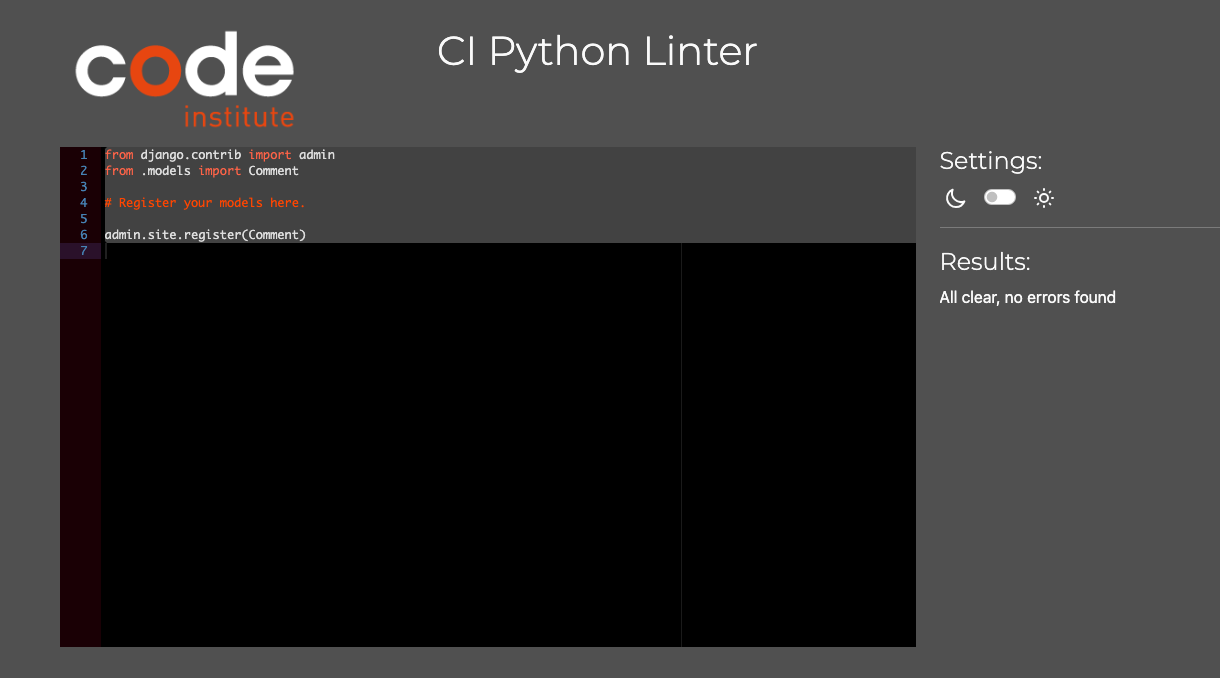 code
institute
CI Python Linter
1 from django.contrib import admin
2 from .models import Comment
3
4 # Register your models here.
5
6 admin.site.register(Comment)
7
Settings:
Results:
All clear, no errors found